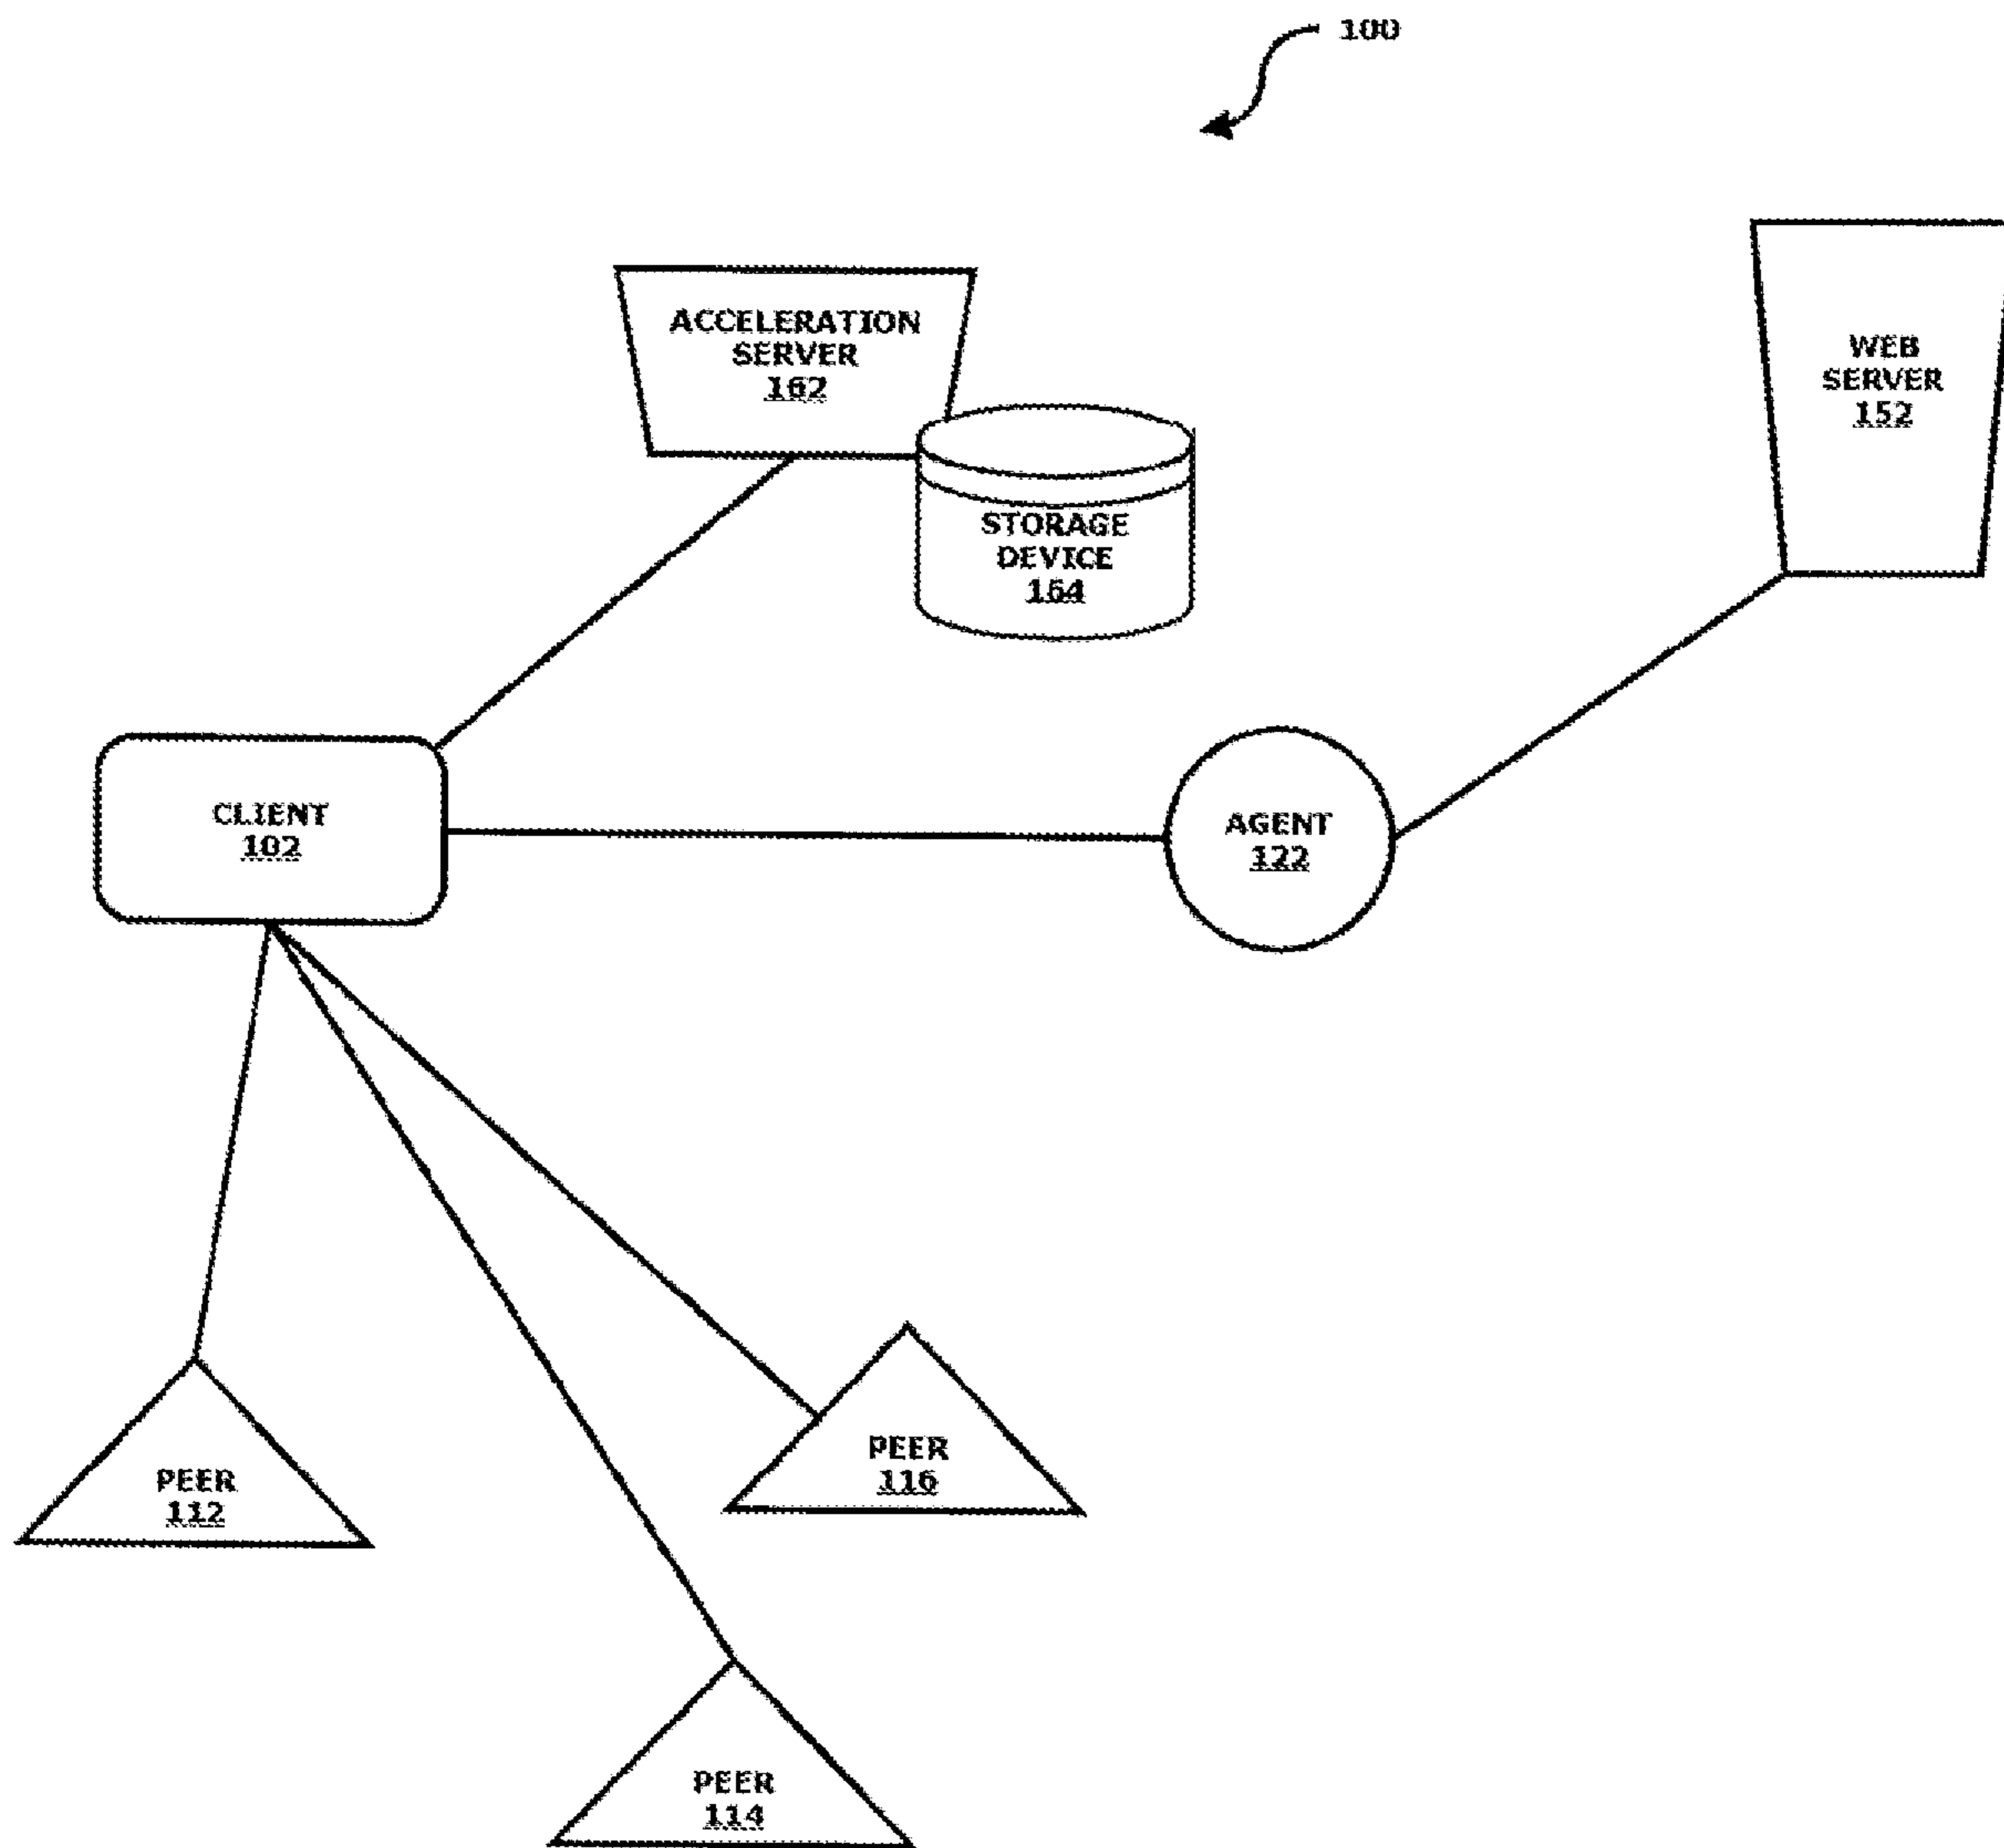 100
ACCELERATION
SERVER
162
WEB
SERVER
152
STORAGE
DEVICE
164
CLIENT
102
AGENT
122
PEER
116
PEER
112
PEER
114